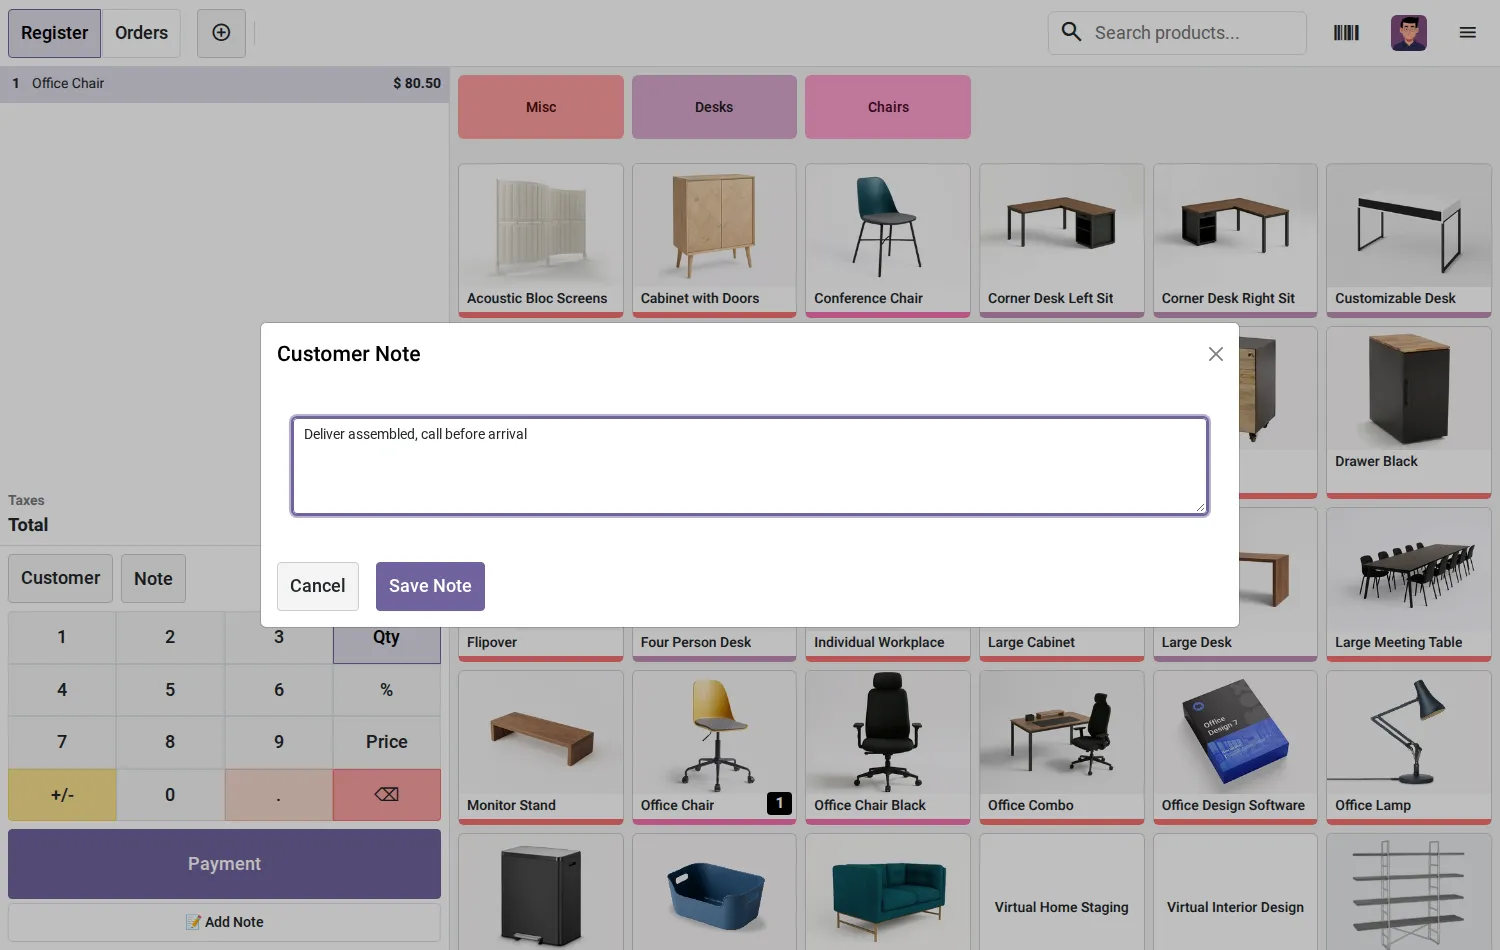 Register
Orders
Search products...
1 Office Chair $ 80.50
Misc
Desks
Chairs
Acoustic Bloc Screens
Cabinet with Doors
Conference Chair
Corner Desk Left Sit
Corner Desk Right Sit
Customizable Desk
Customer Note
Deliver assembled, call before arrival
Cancel
Save Note
Drawer Black
Taxes
Total
Customer
Note
1 2 3 Qty
4 5 6 %
7 8 9 Price
+/- 0 . ⌫
Payment
📝 Add Note
Flipover
Four Person Desk
Individual Workplace
Large Cabinet
Large Desk
Large Meeting Table
Monitor Stand
Office Chair
1
Office Chair Black
Office Combo
Office
Design 7
Office Design Software
Office Lamp
Virtual Home Staging
Virtual Interior Design